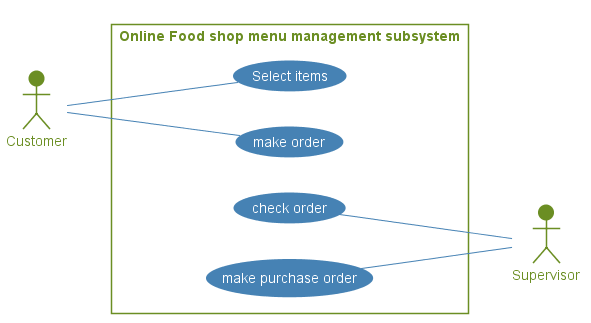 Online Food shop menu management subsystem
Select items
Customer
make order
check order
make purchase order
Supervisor